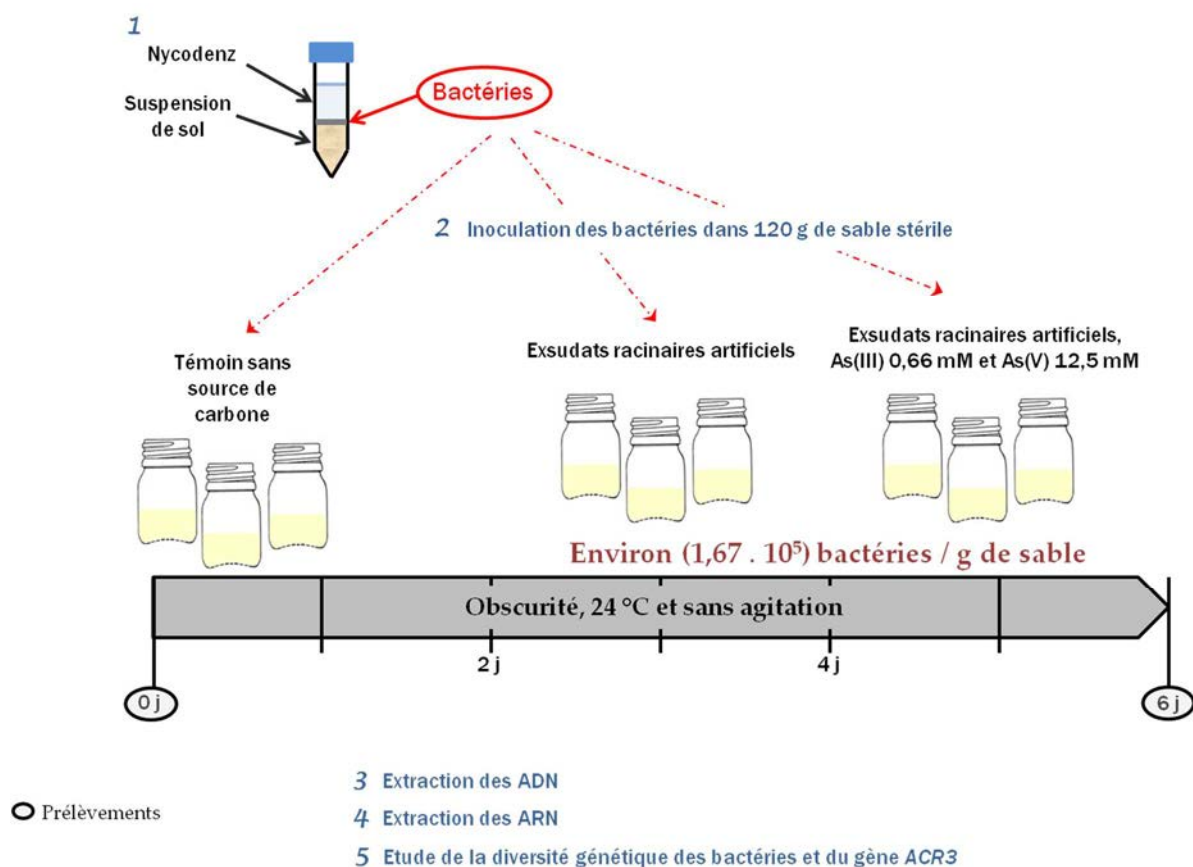 1
Nycodenz
Suspension
de sol
Bactéries
2 Inoculation des bactéries dans 120 g de sable stérile
Témoin sans
source de
carbone
Exsudats racinaires artificiels
Exsudats racinaires artificiels,
As(III) 0,66 mM et As(V) 12,5 mM
Environ (1,67 . 10⁵) bactéries / g de sable
Obscurité, 24 °C et sans agitation
2 j
4 j
0 j
6 j
Prélèvements
3 Extraction des ADN
4 Extraction des ARN
5 Etude de la diversité génétique des bactéries et du gène ACR3